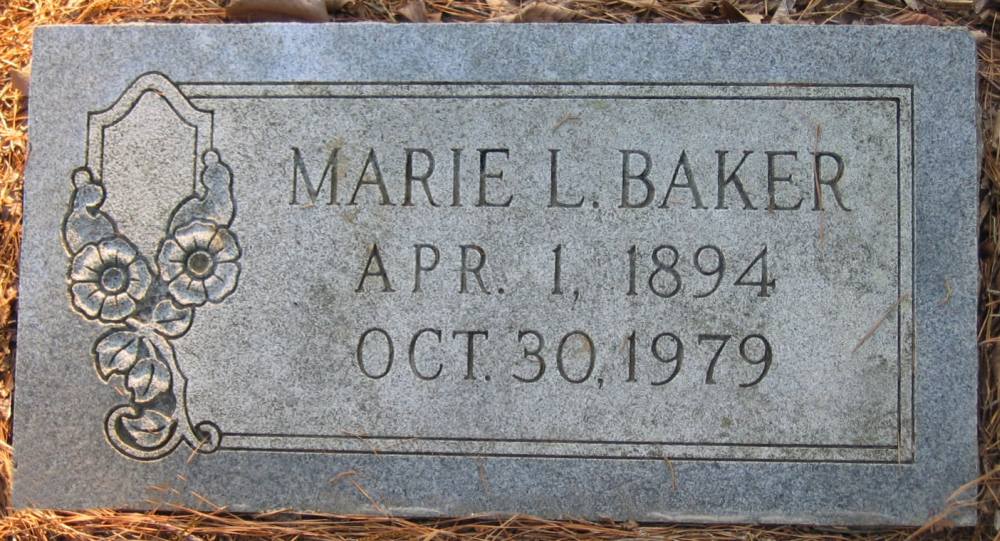 MARIE L. BAKER
APR. 1, 1894
OCT. 30, 1979